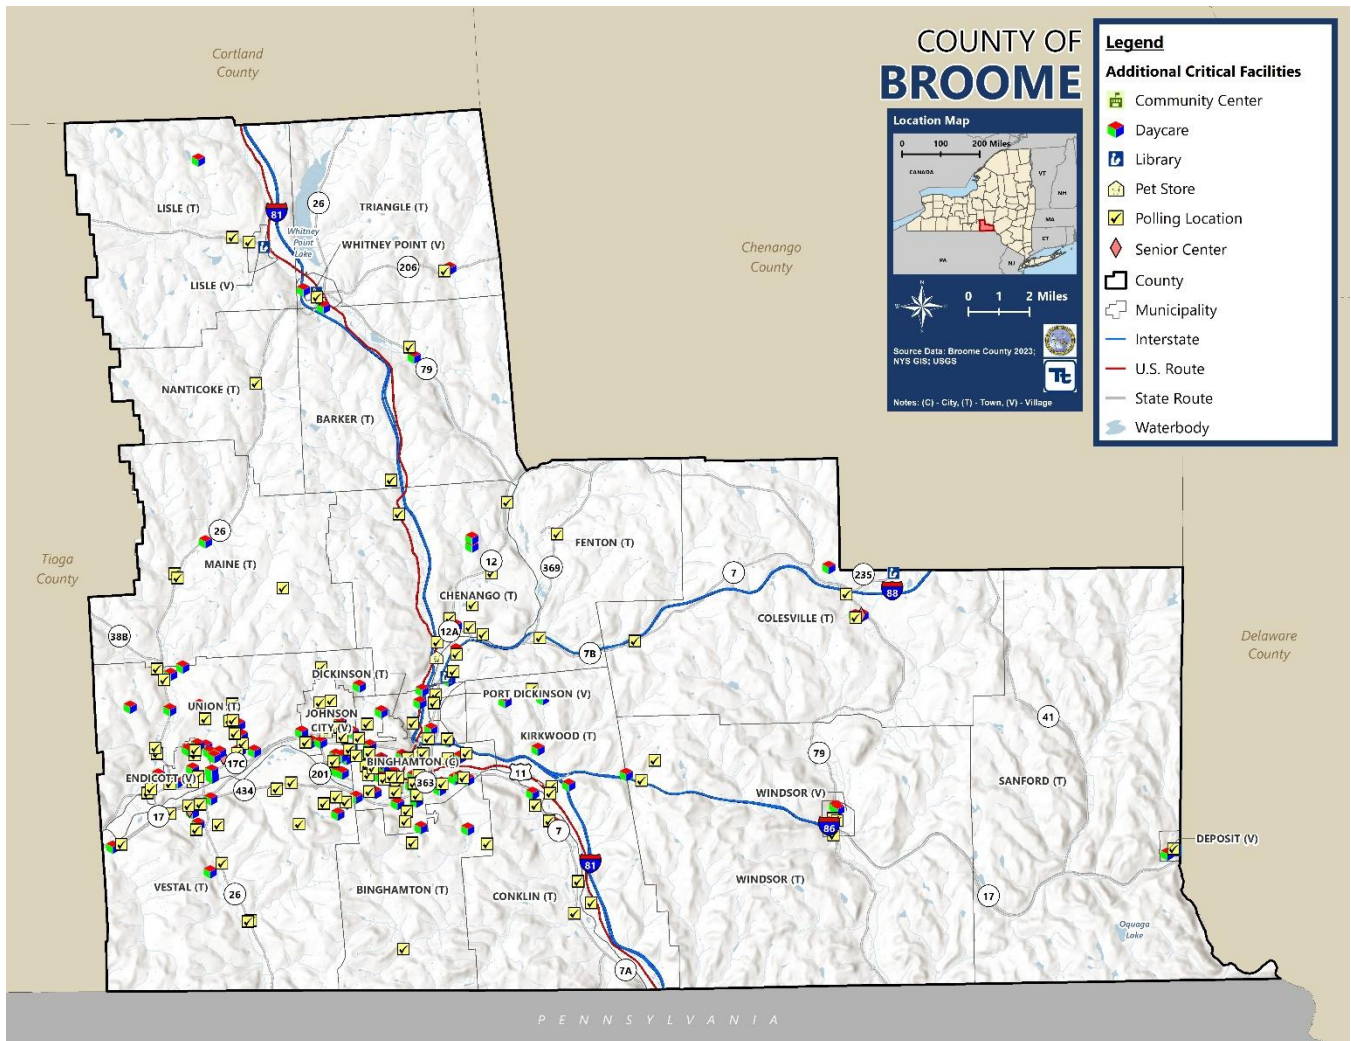 COUNTY OF
BROOME
Location Map
0 100 200 Miles
CANADA
VT
NH
MA
CT
PA
NJ
N
W E
S
0 1 2 Miles
Source Data: Broome County 2023;
NYS GIS; USGS
Tt
Notes: (C) - City, (T) - Town, (V) - Village
Legend
Additional Critical Facilities
Community Center
Daycare
Library
Pet Store
Polling Location
Senior Center
County
Municipality
Interstate
U.S. Route
State Route
Waterbody
Cortland
County
Chenango
County
Tioga
County
Delaware
County
LISLE (T)
81
26
TRIANGLE (T)
Whitney
Point
Lake
WHITNEY POINT (V)
206
LISLE (V)
79
NANTICOKE (T)
BARKER (T)
26
MAINE (T)
FENTON (T)
12
369
7
235
88
CHENANGO (T)
COLESVILLE (T)
38B
12A
7B
DICKINSON (T)
PORT DICKINSON (V)
UNION (T)
JOHNSON
CITY (V)
KIRKWOOD (T)
41
79
17C
BINGHAMTON (C)
ENDICOTT (V)
201
363
11
434
SANFORD (T)
WINDSOR (V)
17
7
86
DEPOSIT (V)
81
VESTAL (T)
26
BINGHAMTON (T)
CONKLIN (T)
WINDSOR (T)
17
Oquaga
Lake
7A
PENNSYLVANIA